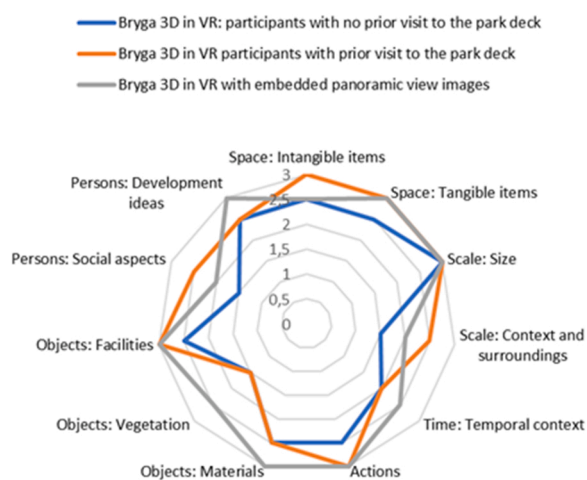 Bryga 3D in VR: participants with no prior visit to the park deck
Bryga 3D in VR participants with prior visit to the park deck
Bryga 3D in VR with embedded panoramic view images
Space: Intangible items
Persons: Development
ideas
Space: Tangible items
Persons: Social aspects
Scale: Size
Objects: Facilities
Scale: Context and
surroundings
Objects: Vegetation
Time: Temporal context
Objects: Materials
Actions
3
2,5
2
1,5
1
0,5
0